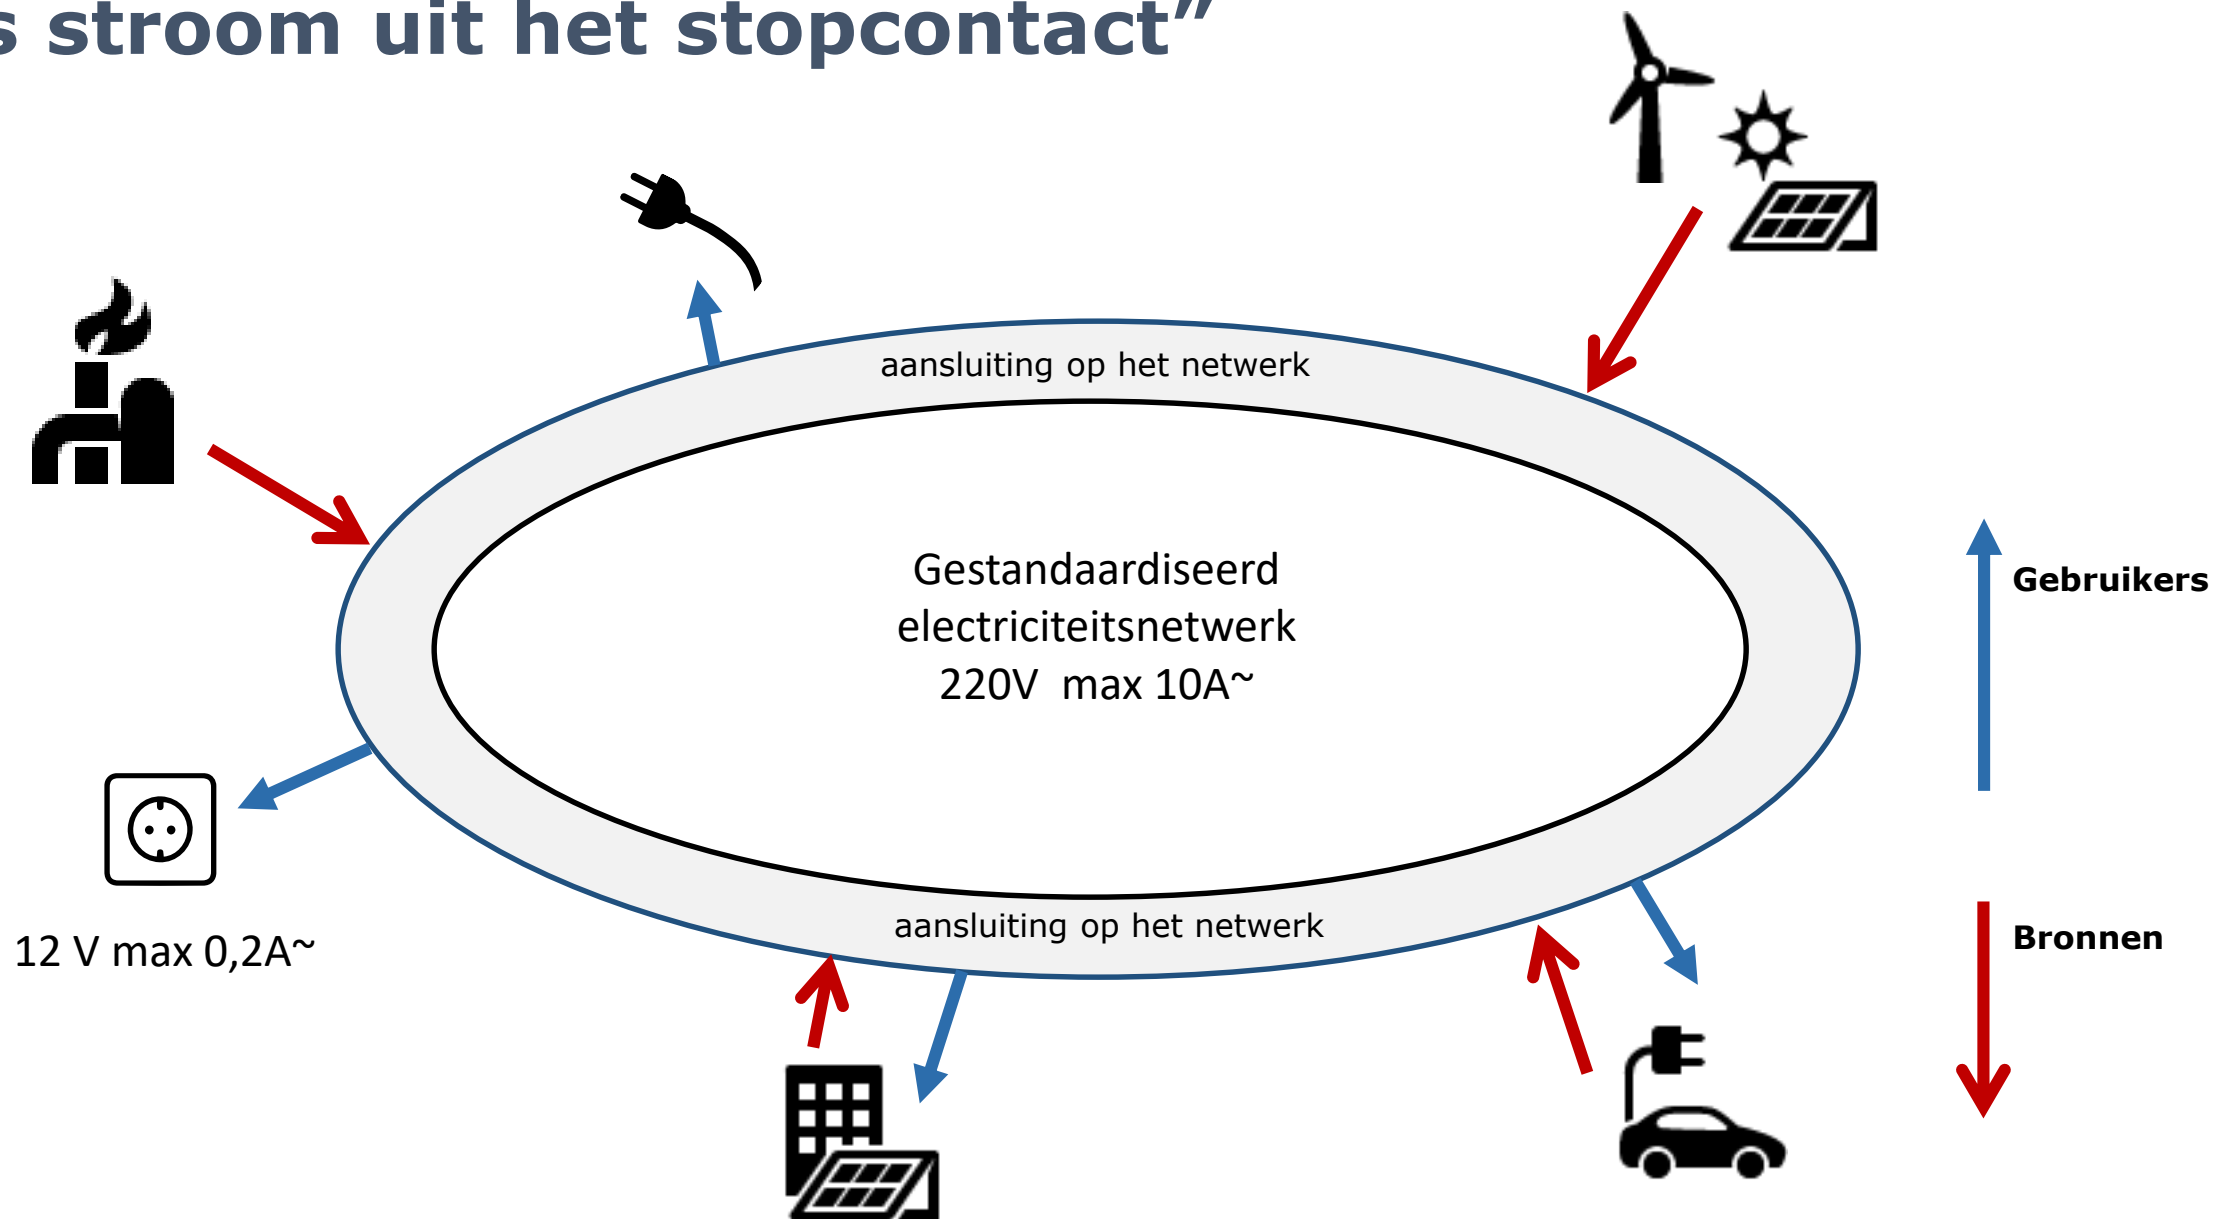 s stroom uit het stopcontact”
aansluiting op het netwerk
Gestandaardiseerd
electriciteitsnetwerk
220V  max 10A~
Gebruikers
aansluiting op het netwerk
Bronnen
12 V max 0,2A~